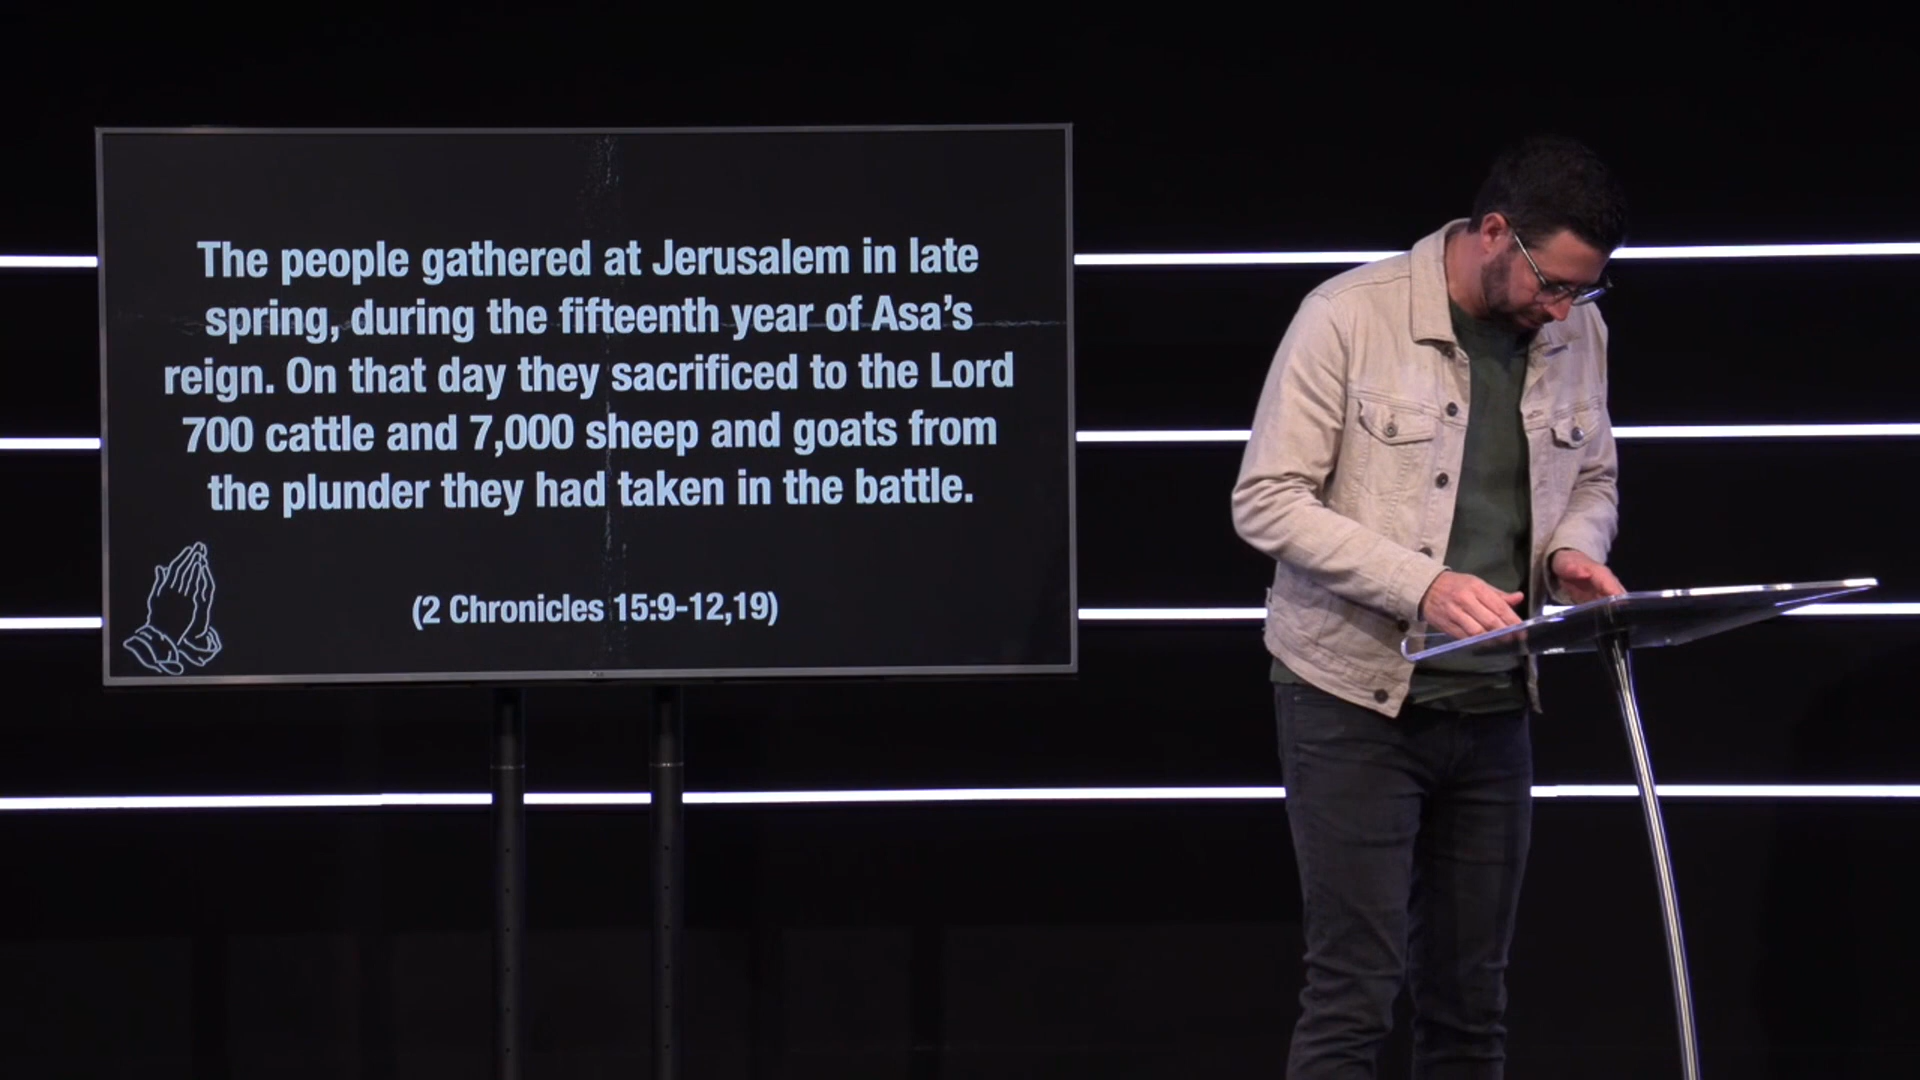 The people gathered at Jerusalem in late
spring, during the fifteenth year of Asa’s
reign. On that day they sacrificed to the Lord
700 cattle and 7,000 sheep and goats from
the plunder they had taken in the battle.
(2 Chronicles 15:9-12,19)